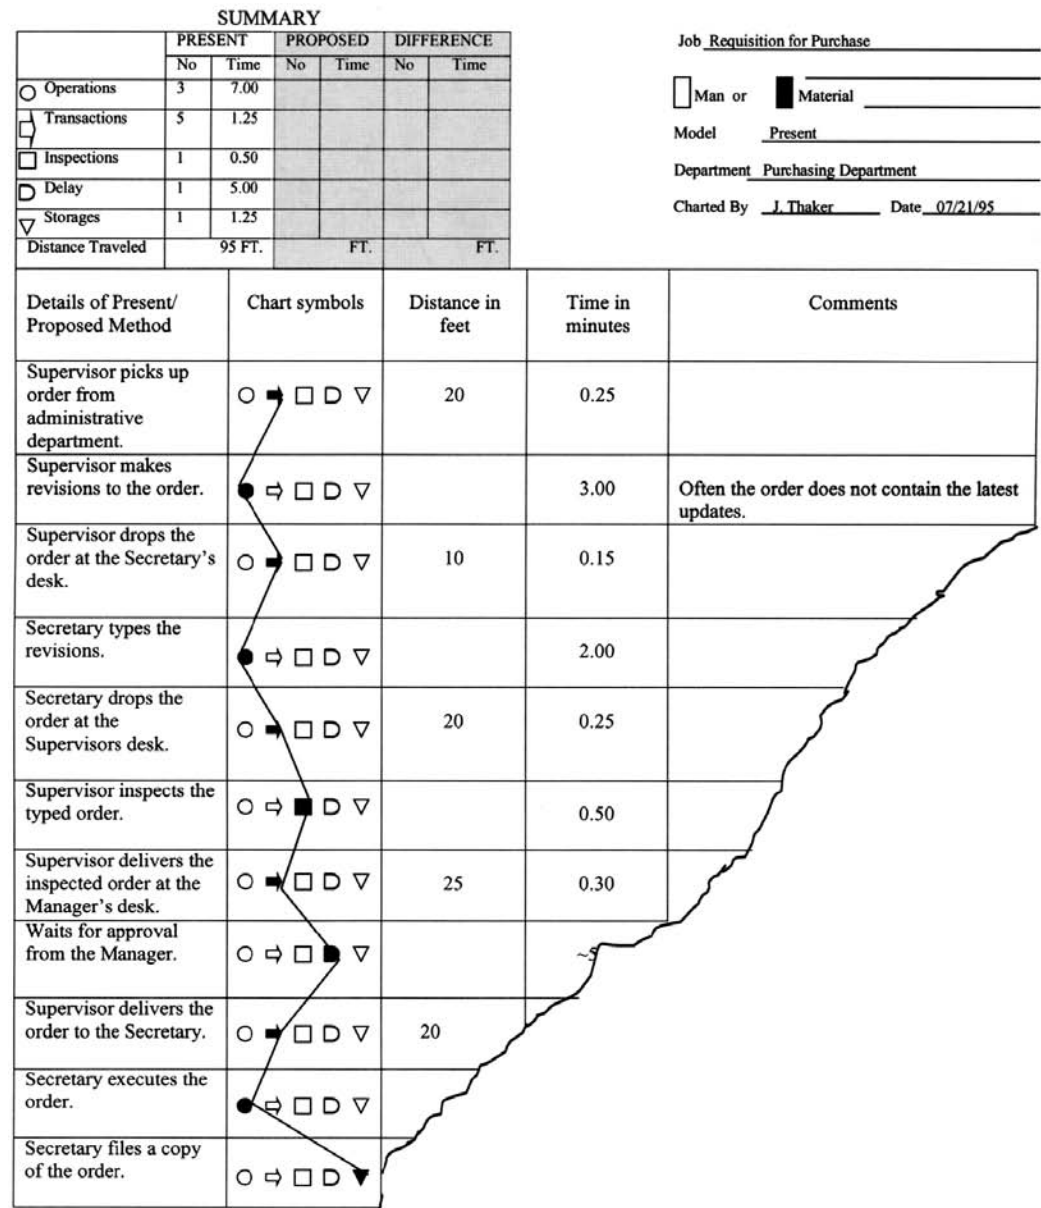 SUMMARY
PRESENT PROPOSED DIFFERENCE
No Time No Time No Time
Operations 3 7.00
Transactions 5 1.25
Inspections 1 0.50
Delay 1 5.00
Storages 1 1.25
Distance Traveled 95 FT. FT. FT.
Job Requisition for Purchase
Man or Material
Model Present
Department Purchasing Department
Charted By J. Thaker Date 07/21/95
Details of Present/
Proposed Method
Chart symbols
Distance in
feet
Time in
minutes
Comments
Supervisor picks up
order from
administrative
department.
20 0.25
Supervisor makes
revisions to the order.
3.00
Often the order does not contain the latest
updates.
Supervisor drops the
order at the Secretary's
desk.
10 0.15
Secretary types the
revisions.
2.00
Secretary drops the
order at the
Supervisors desk.
20 0.25
Supervisor inspects the
typed order.
0.50
Supervisor delivers the
inspected order at the
Manager's desk.
25 0.30
Waits for approval
from the Manager.
~5
Supervisor delivers the
order to the Secretary.
20
Secretary executes the
order.
Secretary files a copy
of the order.